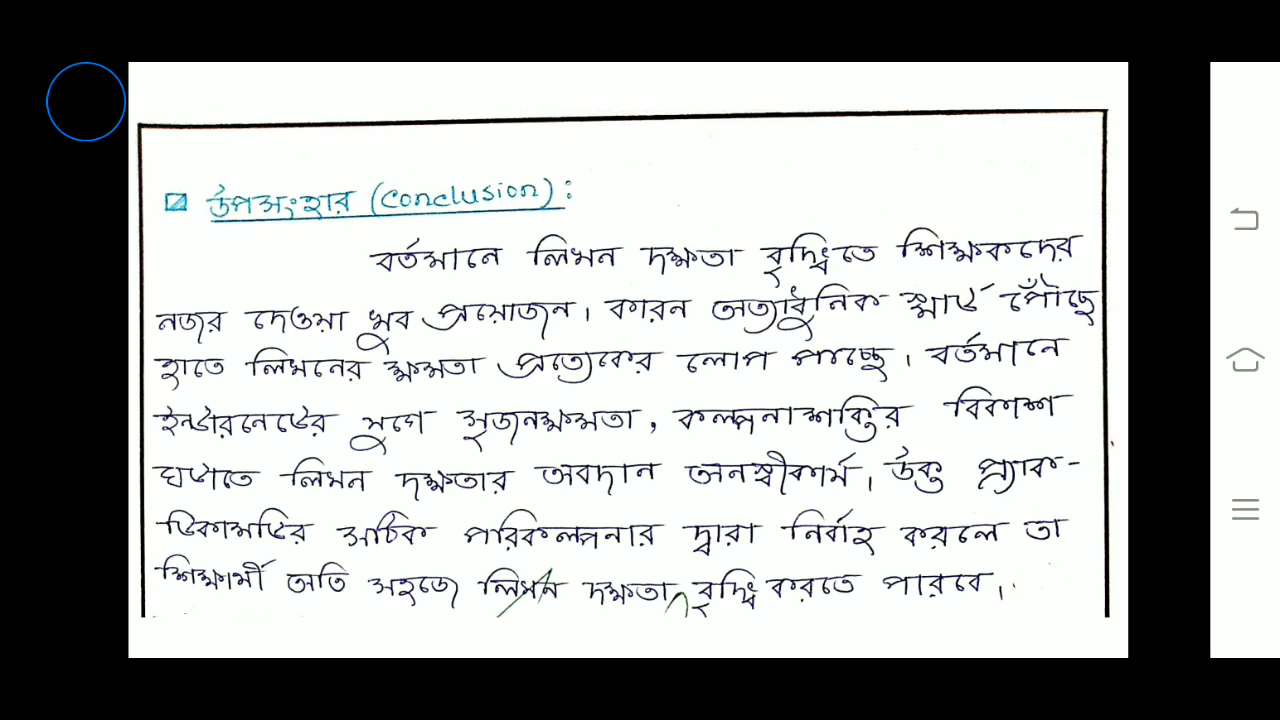 উপসংহার (Conclusion) :
বর্তমানে লিখন দক্ষতা বৃদ্ধিতে শিক্ষকদের
নজর দেওয়া খুব প্রয়োজন। কারন অত্যাধুনিক স্মার্ট পৌঁছে
হাতে লিখনের ক্ষমতা প্রত্যেকের লোপ পাচ্ছে। বর্তমানে
ইন্টারনেটের যুগে সৃজনক্ষমতা, কল্পনাশক্তির বিকাশ
ঘটাতে লিখন দক্ষতার অবদান অনস্বীকার্য। উক্ত প্র্যাক-
টিকালটির সঠিক পরিকল্পনার দ্বারা নির্বাহ করলে তা
শিক্ষার্থী অতি সহজে লিখন দক্ষতা বৃদ্ধি করতে পারবে।